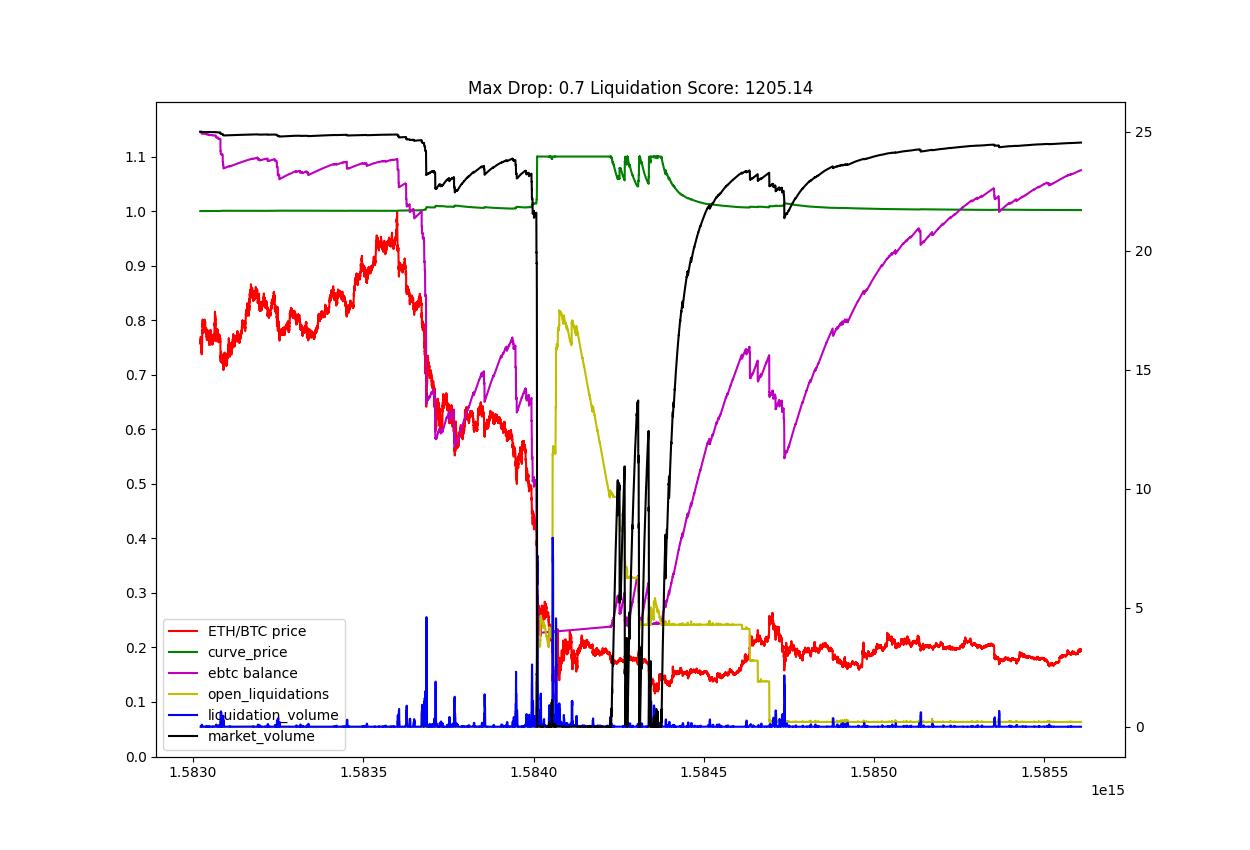 Max Drop: 0.7 Liquidation Score: 1205.14
1.1
1.0
0.9
0.8
0.7
0.6
0.5
0.4
0.3
0.2
0.1
0.0
25
20
15
10
5
0
ETH/BTC price
curve_price
ebtc balance
open_liquidations
liquidation_volume
market_volume
1.5830 1.5835 1.5840 1.5845 1.5850 1.5855
1e15